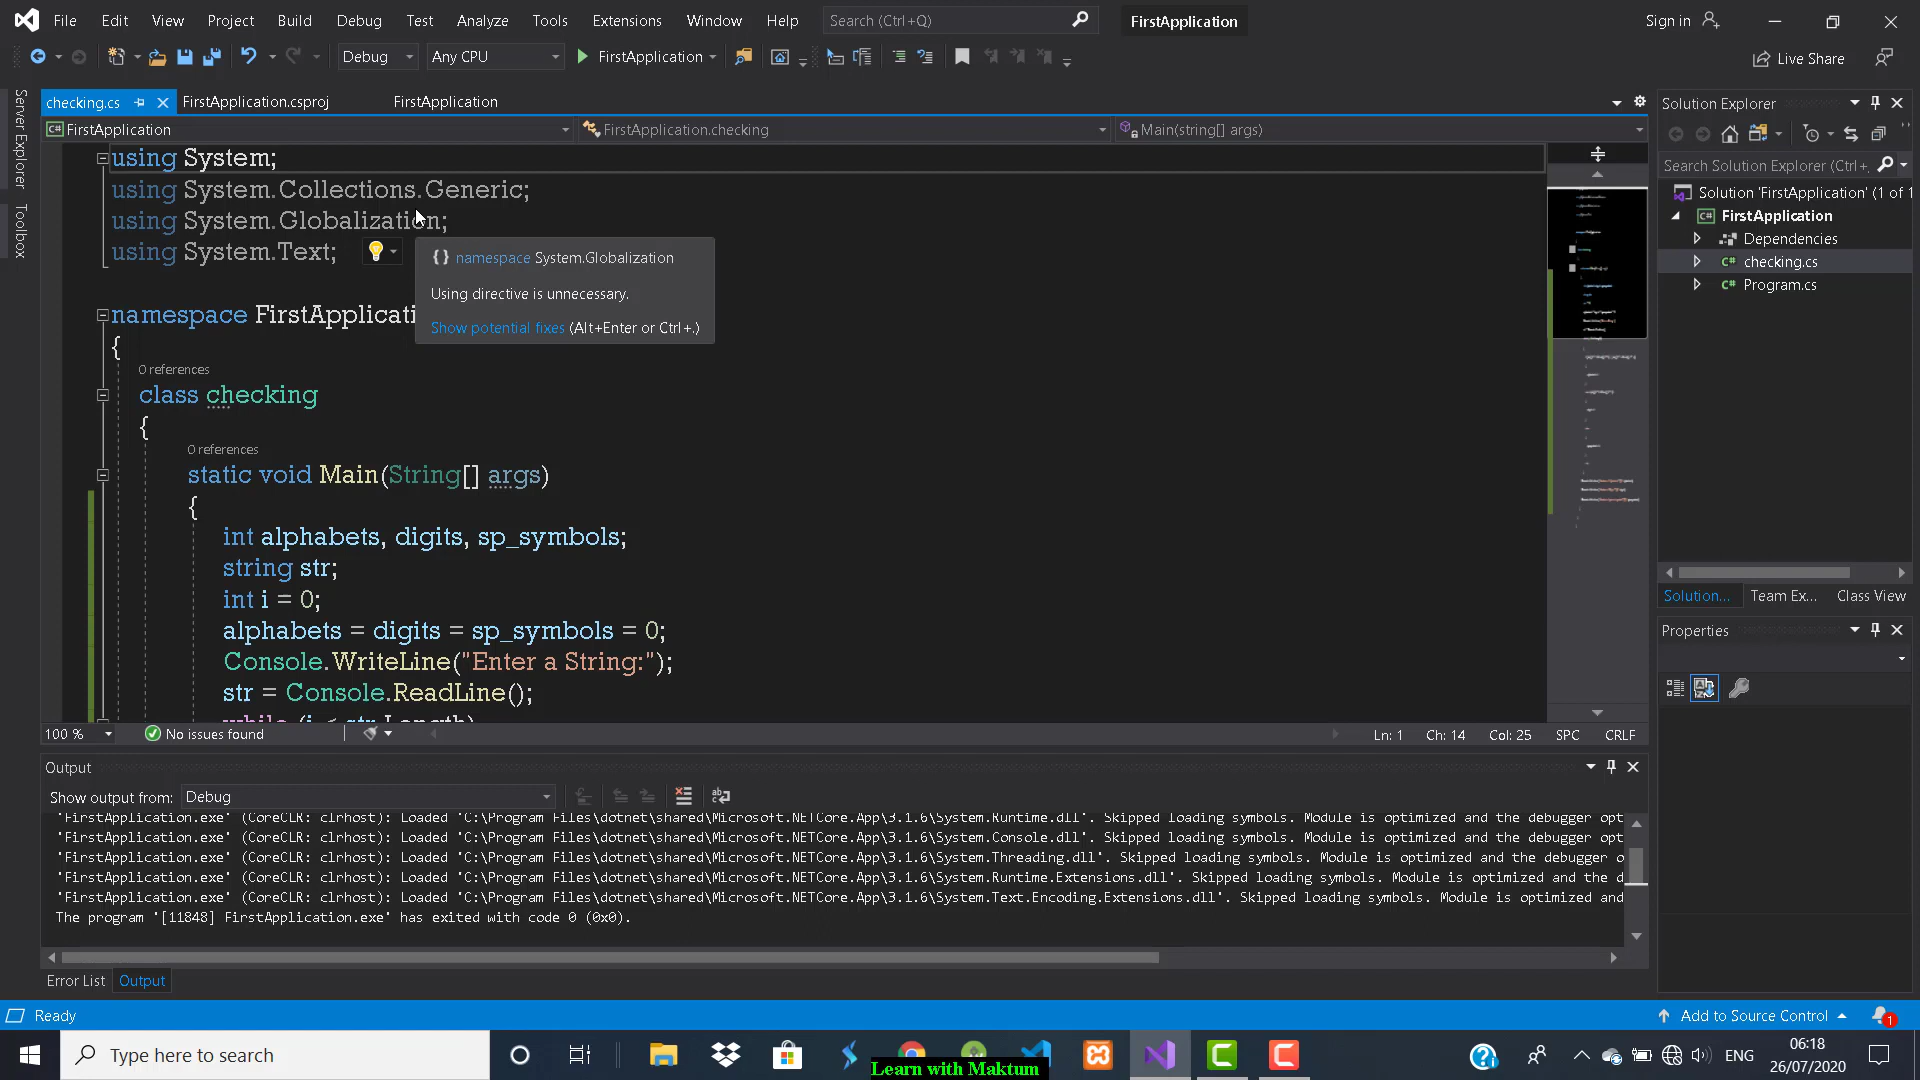 File Edit View Project Build Debug Test Analyze Tools Extensions Window Help Search (Ctrl+Q) FirstApplication Sign in
Debug Any CPU FirstApplication Live Share
Server Explorer
Toolbox
checking.cs FirstApplication.csproj FirstApplication
FirstApplication FirstApplication.checking Main(string[] args)
using System;
using System.Collections.Generic;
using System.Globalization;
using System.Text;
{} namespace System.Globalization
Using directive is unnecessary.
Show potential fixes (Alt+Enter or Ctrl+.)
namespace FirstApplicati
{
0 references
class checking
{
0 references
static void Main(String[] args)
{
int alphabets, digits, sp_symbols;
string str;
int i = 0;
alphabets = digits = sp_symbols = 0;
Console.WriteLine("Enter a String:");
str = Console.ReadLine();
while (i < str.Length)
100 % No issues found Ln: 1 Ch: 14 Col: 25 SPC CRLF
Solution Explorer
Search Solution Explorer (Ctrl+
Solution 'FirstApplication' (1 of 1
C# FirstApplication
Dependencies
C# checking.cs
C# Program.cs
Solution... Team Ex... Class View
Properties
Output
Show output from: Debug
'FirstApplication.exe' (CoreCLR: clrhost): Loaded 'C:\Program Files\dotnet\shared\Microsoft.NETCore.App\3.1.6\System.Runtime.dll'. Skipped loading symbols. Module is optimized and the debugger opt
'FirstApplication.exe' (CoreCLR: clrhost): Loaded 'C:\Program Files\dotnet\shared\Microsoft.NETCore.App\3.1.6\System.Console.dll'. Skipped loading symbols. Module is optimized and the debugger opt
'FirstApplication.exe' (CoreCLR: clrhost): Loaded 'C:\Program Files\dotnet\shared\Microsoft.NETCore.App\3.1.6\System.Threading.dll'. Skipped loading symbols. Module is optimized and the debugger o
'FirstApplication.exe' (CoreCLR: clrhost): Loaded 'C:\Program Files\dotnet\shared\Microsoft.NETCore.App\3.1.6\System.Runtime.Extensions.dll'. Skipped loading symbols. Module is optimized and the d
'FirstApplication.exe' (CoreCLR: clrhost): Loaded 'C:\Program Files\dotnet\shared\Microsoft.NETCore.App\3.1.6\System.Text.Encoding.Extensions.dll'. Skipped loading symbols. Module is optimized and
The program '[11848] FirstApplication.exe' has exited with code 0 (0x0).
Error List Output
Ready Add to Source Control 1
Type here to search ENG 06:18
26/07/2020
Learn with Maktum